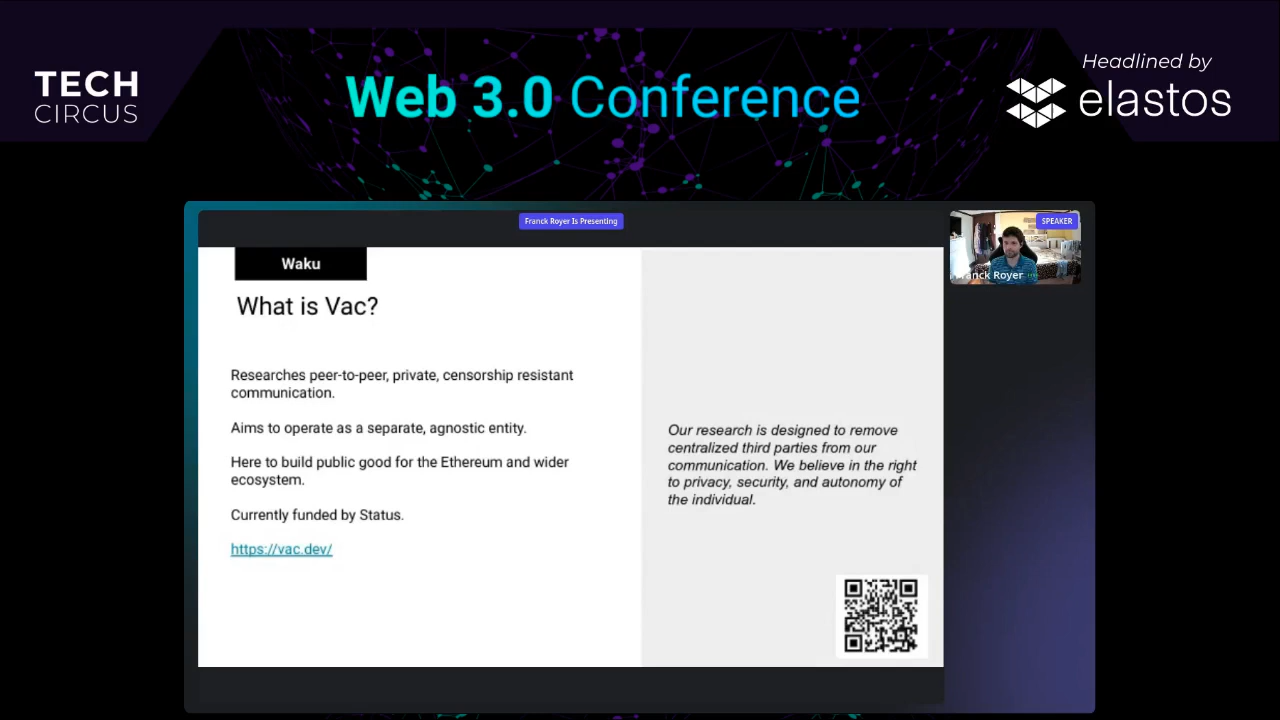 TECH
CIRCUS
Web 3.0 Conference
Headlined by
elastos
Franck Royer Is Presenting
SPEAKER
Royer
Waku
What is Vac?
Researches peer-to-peer, private, censorship resistant
communication.
Aims to operate as a separate, agnostic entity.
Here to build public good for the Ethereum and wider
ecosystem.
Currently funded by Status.
https://vac.dev/
Our research is designed to remove
centralized third parties from our
communication. We believe in the right
to privacy, security, and autonomy of
the individual.